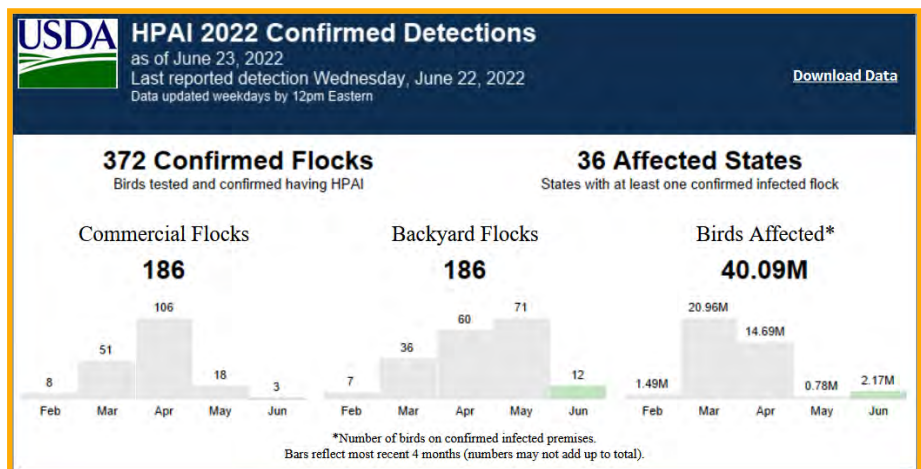 USDA
HPAI 2022 Confirmed Detections
as of June 23, 2022
Last reported detection Wednesday, June 22, 2022
Data updated weekdays by 12pm Eastern
Download Data
372 Confirmed Flocks
Birds tested and confirmed having HPAI
36 Affected States
States with at least one confirmed infected flock
Commercial Flocks
186
8 51 106 18 3
Feb Mar Apr May Jun
Backyard Flocks
186
7 36 60 71 12
Feb Mar Apr May Jun
Birds Affected*
40.09M
1.49M 20.96M 14.69M 0.78M 2.17M
Feb Mar Apr May Jun
*Number of birds on confirmed infected premises.
Bars reflect most recent 4 months (numbers may not add up to total).